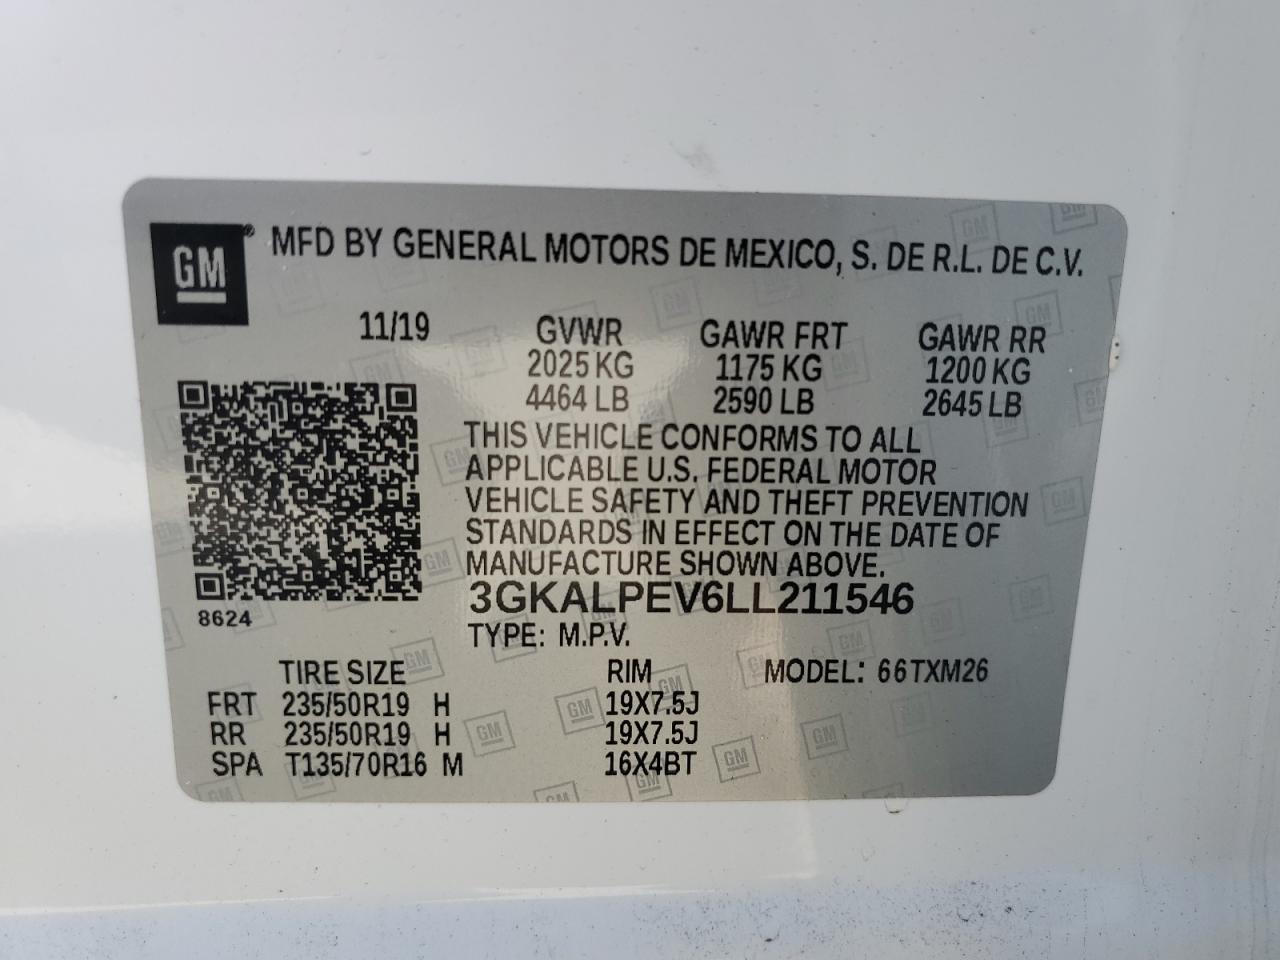 GM® MFD BY GENERAL MOTORS DE MEXICO, S. DE R.L. DE C.V.
11/19 GVWR GAWR FRT GAWR RR
2025 KG 1175 KG 1200 KG
4464 LB 2590 LB 2645 LB
THIS VEHICLE CONFORMS TO ALL
APPLICABLE U.S. FEDERAL MOTOR
VEHICLE SAFETY AND THEFT PREVENTION
STANDARDS IN EFFECT ON THE DATE OF
MANUFACTURE SHOWN ABOVE.
3GKALPEV6LL211546
8624
TYPE: M.P.V.
TIRE SIZE RIM MODEL: 66TXM26
FRT 235/50R19 H 19X7.5J
RR 235/50R19 H 19X7.5J
SPA T135/70R16 M 16X4BT